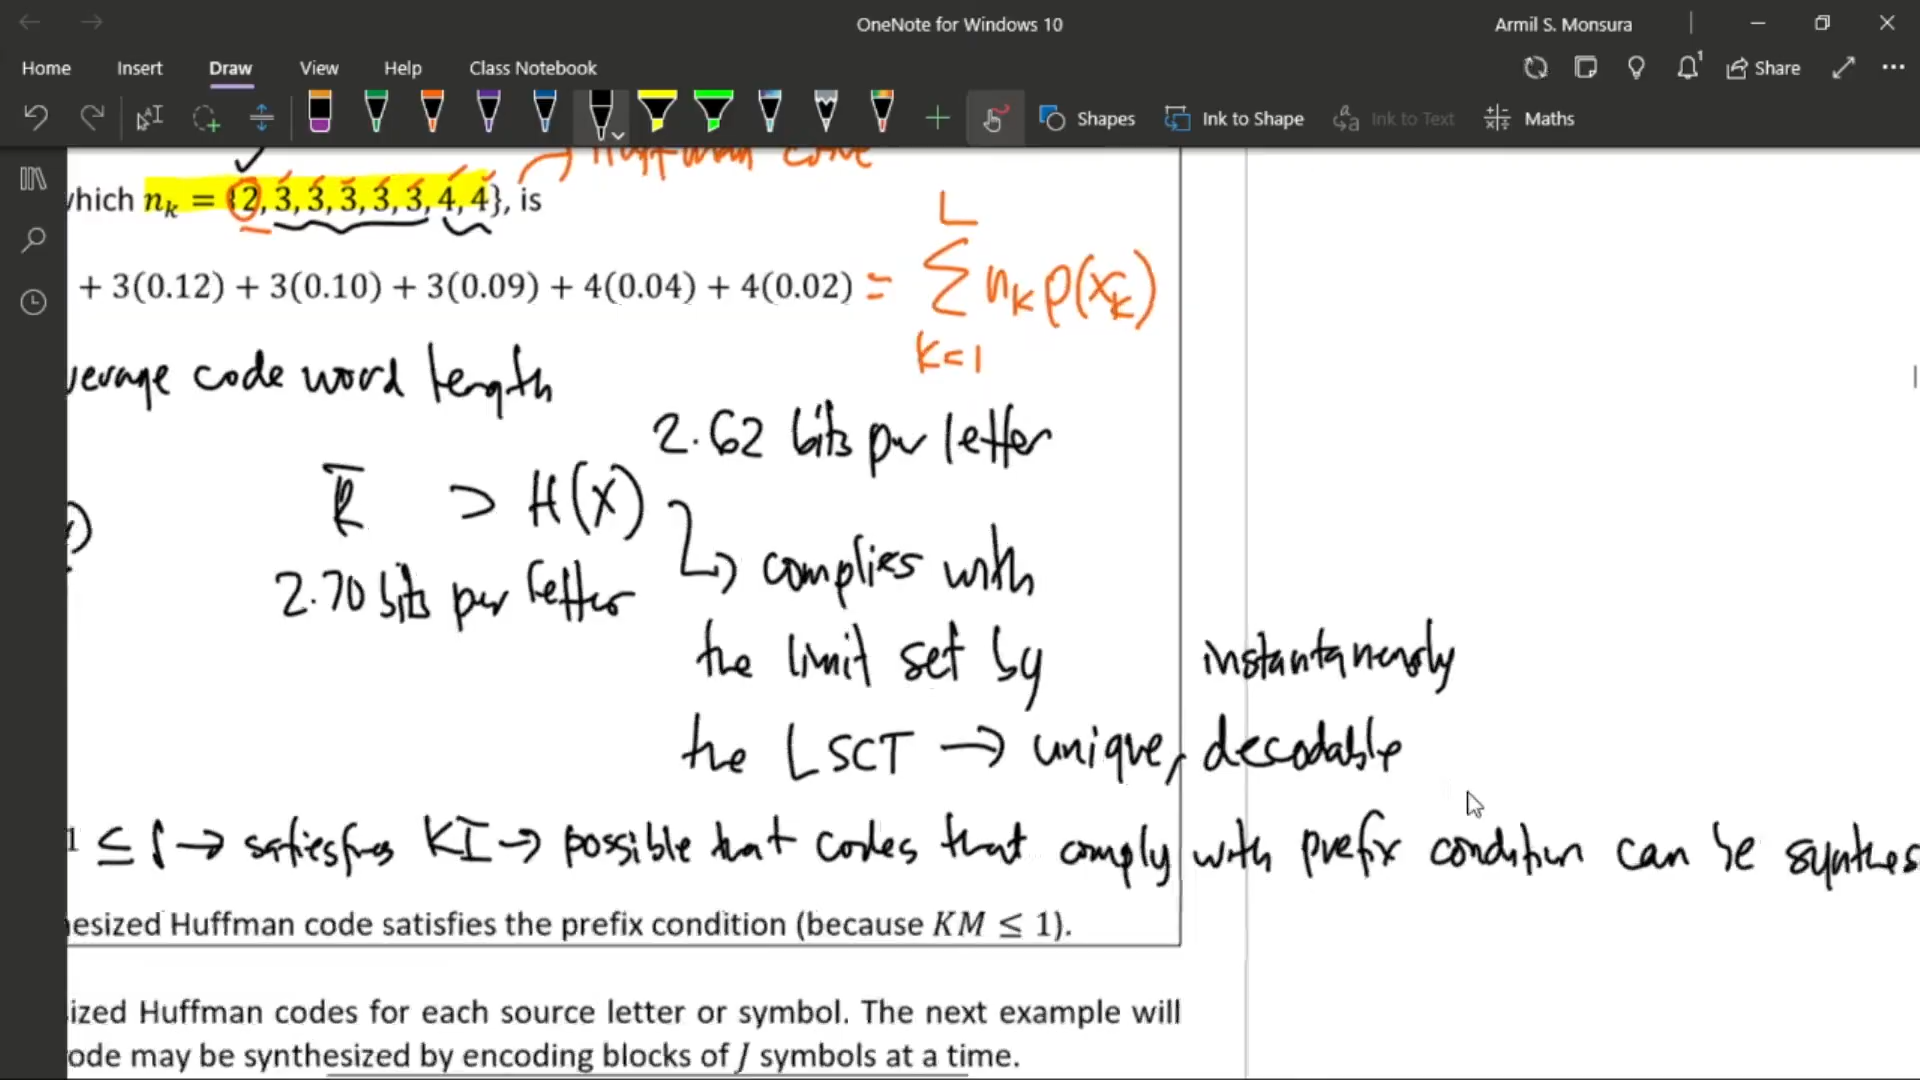 OneNote for Windows 10
Armil S. Monsura
Home Insert Draw View Help Class Notebook
Share
Shapes Ink to Shape Ink to Text Maths
Huffman code
which n_k = {2, 3, 3, 3, 3, 3, 4, 4}, is
+ 3(0.12) + 3(0.10) + 3(0.09) + 4(0.04) + 4(0.02) = L Σ k=1 n_k p(x_k)
verage code word length
2.62 bits per letter
R̅ > H(X)
2.70 bits per letter
↳ complies with
the limit set by
instantaneously
the LSCT → unique, decodable
1 ≤ 1 → satisfies KI → possible that codes that comply with prefix condition can be synthes
hesized Huffman code satisfies the prefix condition (because KM ≤ 1).
ized Huffman codes for each source letter or symbol. The next example will
ode may be synthesized by encoding blocks of J symbols at a time.